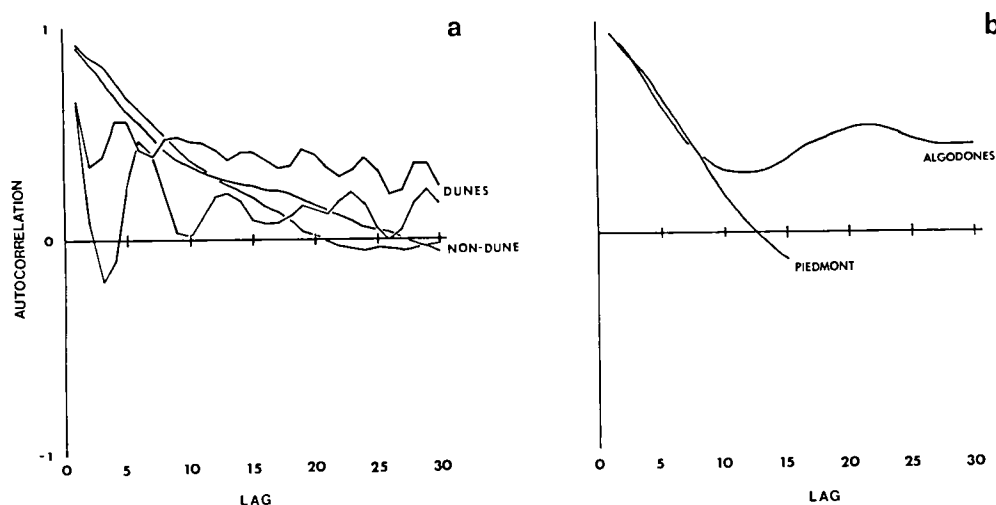 a
1
0
-1
AUTOCORRELATION
DUNES
NON-DUNE
0 5 10 15 20 25 30
LAG
b
ALGODONES
PIEDMONT
0 5 10 15 20 25 30
LAG